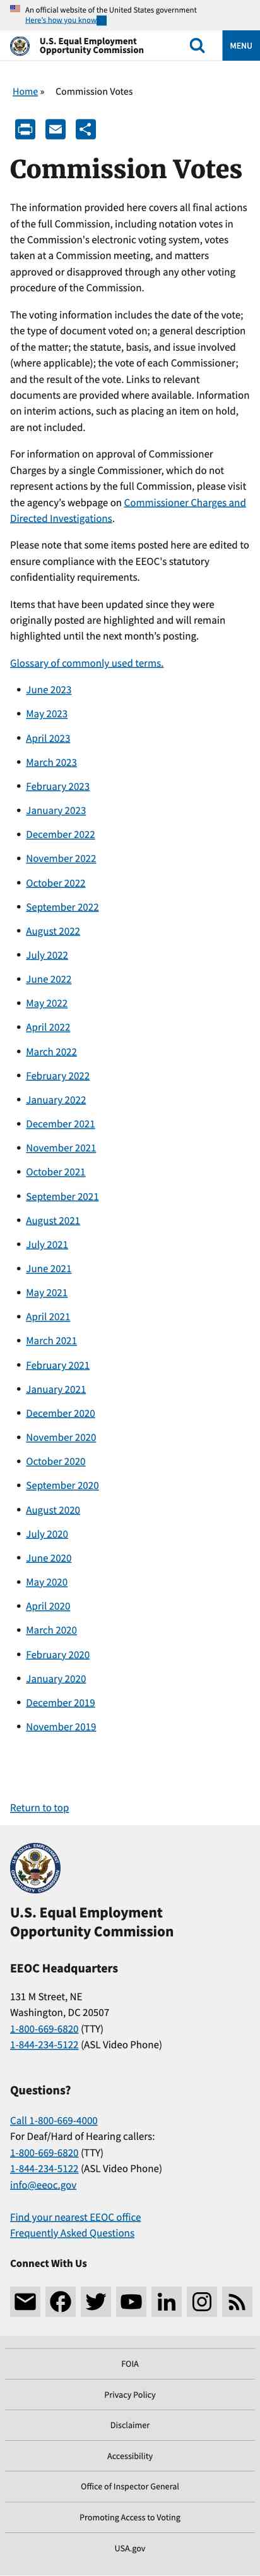 An official website of the United States government
Here's how you know
U.S. Equal Employment
Opportunity Commission
MENU
Home » Commission Votes
Commission Votes
The information provided here covers all final actions
of the full Commission, including notation votes in
the Commission's electronic voting system, votes
taken at a Commission meeting, and matters
approved or disapproved through any other voting
procedure of the Commission.
The voting information includes the date of the vote;
the type of document voted on; a general description
of the matter; the statute, basis, and issue involved
(where applicable); the vote of each Commissioner;
and the result of the vote. Links to relevant
documents are provided where available. Information
on interim actions, such as placing an item on hold,
are not included.
For information on approval of Commissioner
Charges by a single Commissioner, which do not
represent actions by the full Commission, please visit
the agency's webpage on Commissioner Charges and
Directed Investigations.
Please note that some items posted here are edited to
ensure compliance with the EEOC's statutory
confidentiality requirements.
Items that have been updated since they were
originally posted are highlighted and will remain
highlighted until the next month's posting.
Glossary of commonly used terms.
June 2023
May 2023
April 2023
March 2023
February 2023
January 2023
December 2022
November 2022
October 2022
September 2022
August 2022
July 2022
June 2022
May 2022
April 2022
March 2022
February 2022
January 2022
December 2021
November 2021
October 2021
September 2021
August 2021
July 2021
June 2021
May 2021
April 2021
March 2021
February 2021
January 2021
December 2020
November 2020
October 2020
September 2020
August 2020
July 2020
June 2020
May 2020
April 2020
March 2020
February 2020
January 2020
December 2019
November 2019
Return to top
U.S. Equal Employment
Opportunity Commission
EEOC Headquarters
131 M Street, NE
Washington, DC 20507
1-800-669-6820 (TTY)
1-844-234-5122 (ASL Video Phone)
Questions?
Call 1-800-669-4000
For Deaf/Hard of Hearing callers:
1-800-669-6820 (TTY)
1-844-234-5122 (ASL Video Phone)
info@eeoc.gov
Find your nearest EEOC office
Frequently Asked Questions
Connect With Us
FOIA
Privacy Policy
Disclaimer
Accessibility
Office of Inspector General
Promoting Access to Voting
USA.gov